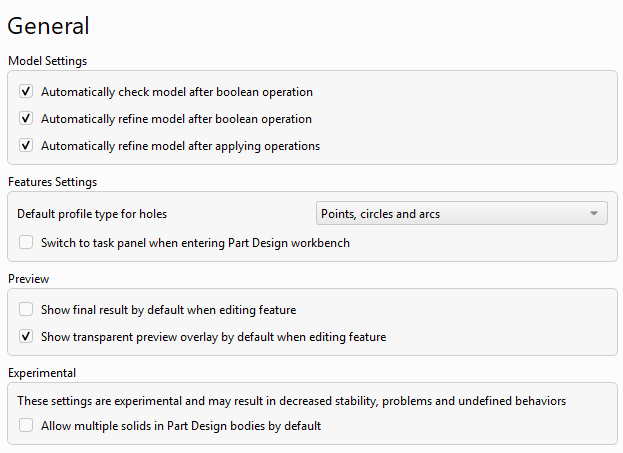 General
Model Settings
Automatically check model after boolean operation
Automatically refine model after boolean operation
Automatically refine model after applying operations
Features Settings
Default profile type for holes Points, circles and arcs
Switch to task panel when entering Part Design workbench
Preview
Show final result by default when editing feature
Show transparent preview overlay by default when editing feature
Experimental
These settings are experimental and may result in decreased stability, problems and undefined behaviors
Allow multiple solids in Part Design bodies by default